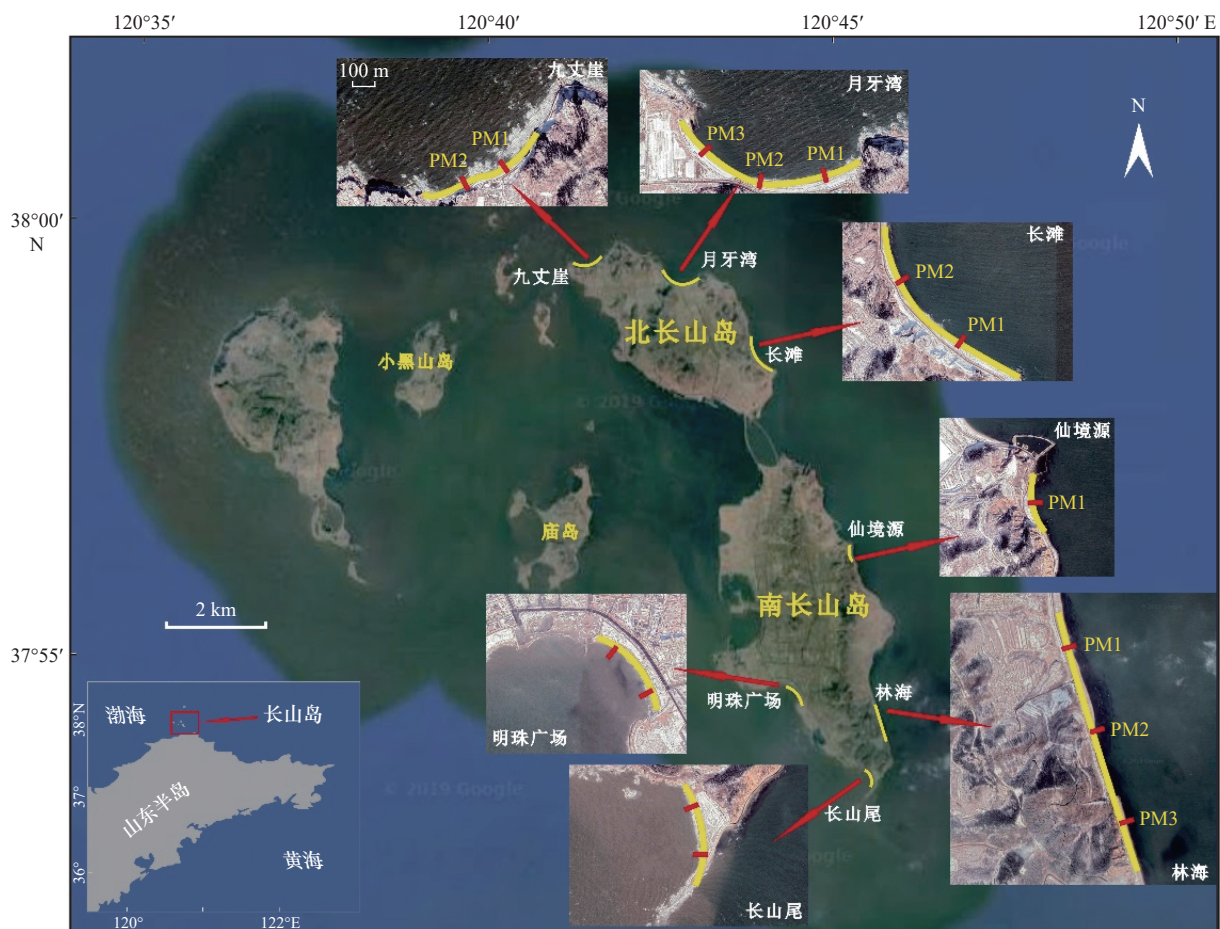 120°35′
120°40′
120°45′
120°50′ E
38°00′
N
37°55′
100 m
九丈崖
PM1
PM2
月牙湾
PM3
PM2
PM1
N
长滩
PM2
PM1
九丈崖
月牙湾
北长山岛
长滩
小黑山岛
© 2019 Google
仙境源
PM1
仙境源
庙岛
南长山岛
2 km
明珠广场
明珠广场
林海
PM1
PM2
PM3
林海
长山尾
长山尾
© 2019 Google
渤海
长山岛
山东半岛
黄海
38°N
37°
36°
120°
122°E